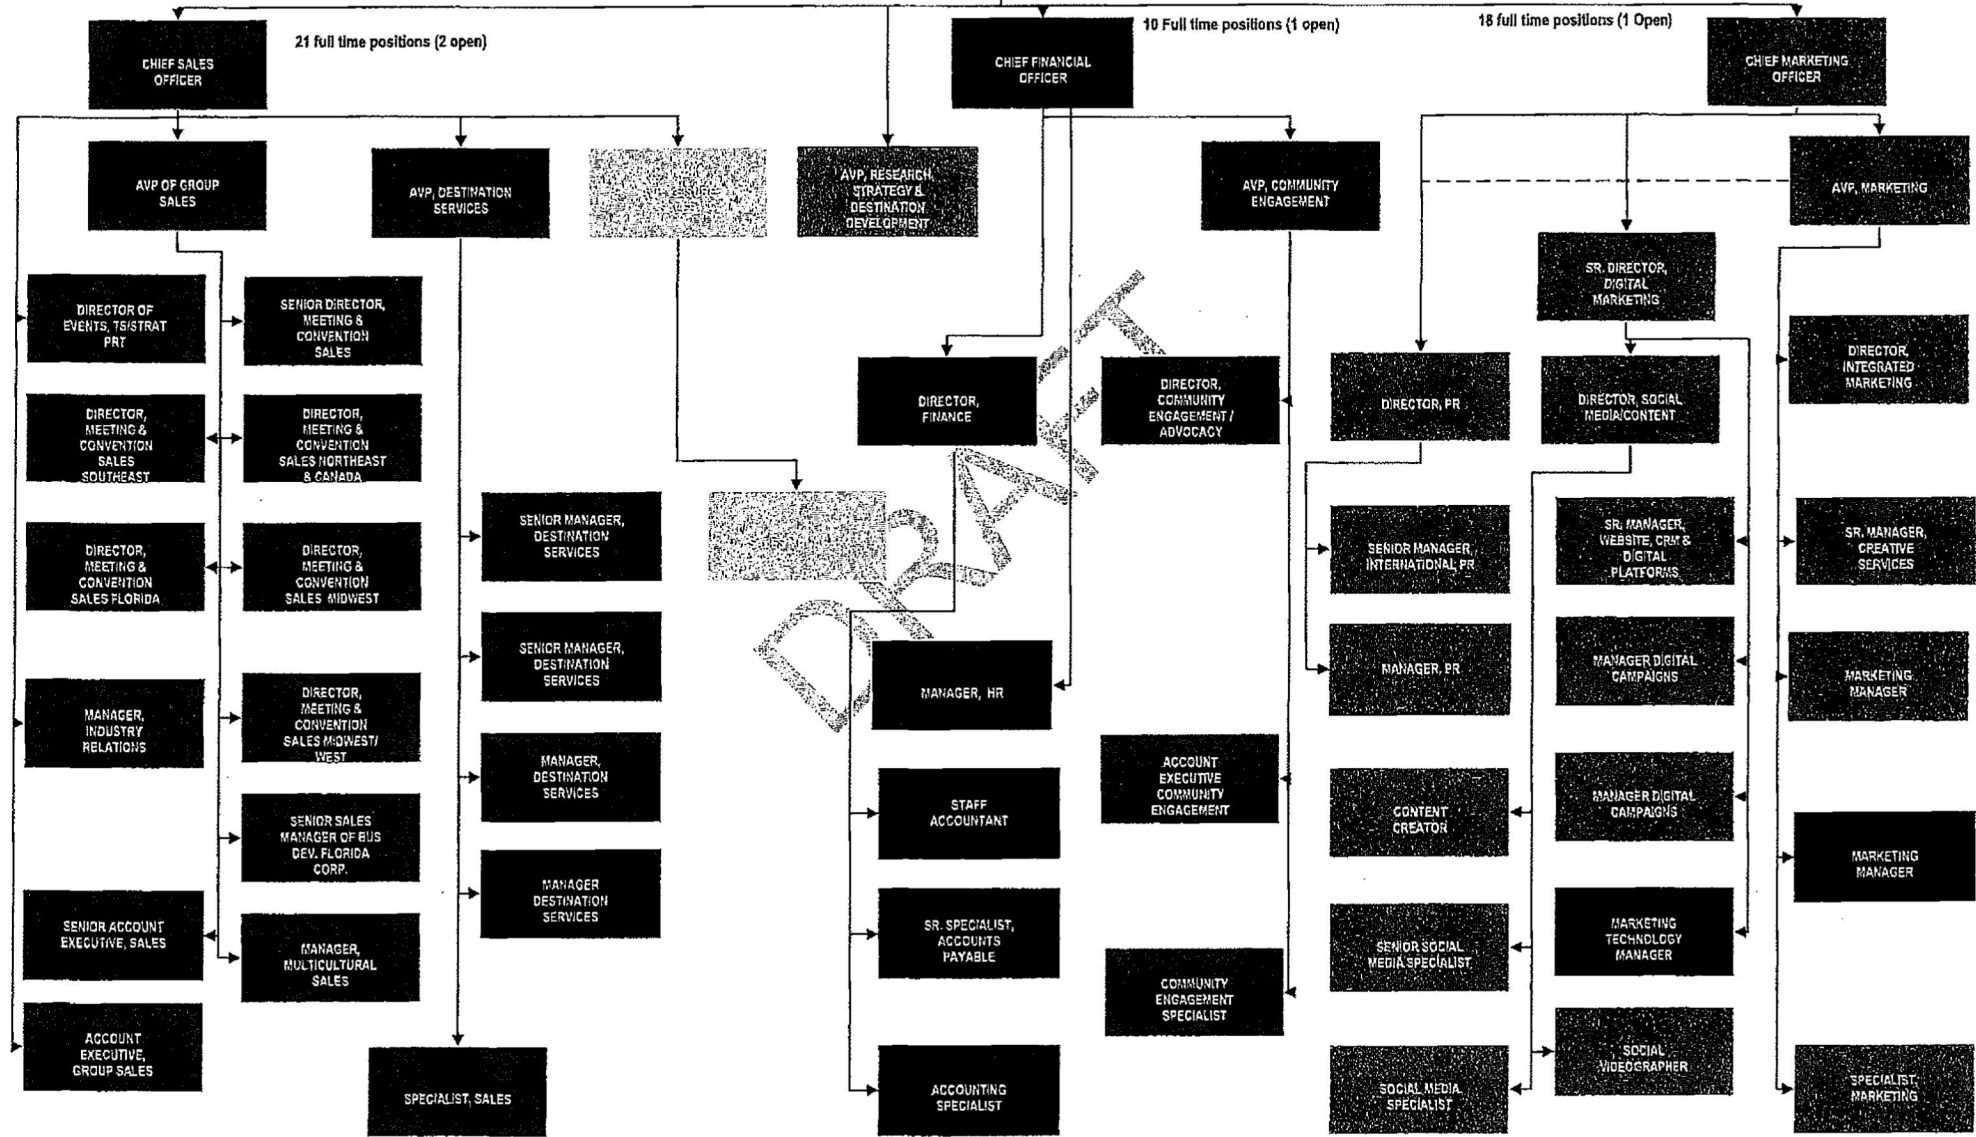 21 full time positions (2 open)
10 Full time positions (1 open)
18 full time positions (1 Open)
CHIEF SALES
OFFICER
CHIEF FINANCIAL
OFFICER
CHIEF MARKETING
OFFICER
AVP OF GROUP
SALES
AVP, DESTINATION
SERVICES
AVP, RESEARCH,
STRATEGY &
DESTINATION
DEVELOPMENT
AVP, COMMUNITY
ENGAGEMENT
AVP, MARKETING
SR. DIRECTOR,
DIGITAL
MARKETING
DIRECTOR OF
EVENTS, TS/STRAT
PRT
SENIOR DIRECTOR,
MEETING &
CONVENTION
SALES
DIRECTOR,
INTEGRATED
MARKETING
DIRECTOR,
FINANCE
DIRECTOR,
COMMUNITY
ENGAGEMENT /
ADVOCACY
DIRECTOR, PR
DIRECTOR, SOCIAL
MEDIA/CONTENT
DIRECTOR,
MEETING &
CONVENTION
SALES
SOUTHEAST
DIRECTOR,
MEETING &
CONVENTION
SALES NORTHEAST
& CANADA
SENIOR MANAGER,
DESTINATION
SERVICES
SENIOR MANAGER,
INTERNATIONAL PR
SR. MANAGER,
WEBSITE, CRM &
DIGITAL
PLATFORMS
SR. MANAGER,
CREATIVE
SERVICES
DIRECTOR,
MEETING &
CONVENTION
SALES FLORIDA
DIRECTOR,
MEETING &
CONVENTION
SALES MIDWEST
DRAFT
SENIOR MANAGER,
DESTINATION
SERVICES
MANAGER, HR
MANAGER, PR
MANAGER DIGITAL
CAMPAIGNS
MARKETING
MANAGER
MANAGER,
INDUSTRY
RELATIONS
DIRECTOR,
MEETING &
CONVENTION
SALES MIDWEST/
WEST
MANAGER,
DESTINATION
SERVICES
STAFF
ACCOUNTANT
ACCOUNT
EXECUTIVE
COMMUNITY
ENGAGEMENT
CONTENT
CREATOR
MANAGER DIGITAL
CAMPAIGNS
MARKETING
MANAGER
SENIOR SALES
MANAGER OF BUS
DEV. FLORIDA
CORP.
MANAGER
DESTINATION
SERVICES
SENIOR ACCOUNT
EXECUTIVE, SALES
MANAGER,
MULTICULTURAL
SALES
SR. SPECIALIST,
ACCOUNTS
PAYABLE
COMMUNITY
ENGAGEMENT
SPECIALIST
SENIOR SOCIAL
MEDIA SPECIALIST
MARKETING
TECHNOLOGY
MANAGER
ACCOUNT
EXECUTIVE,
GROUP SALES
SPECIALIST, SALES
ACCOUNTING
SPECIALIST
SOCIAL MEDIA
SPECIALIST
SOCIAL
VIDEOGRAPHER
SPECIALIST,
MARKETING